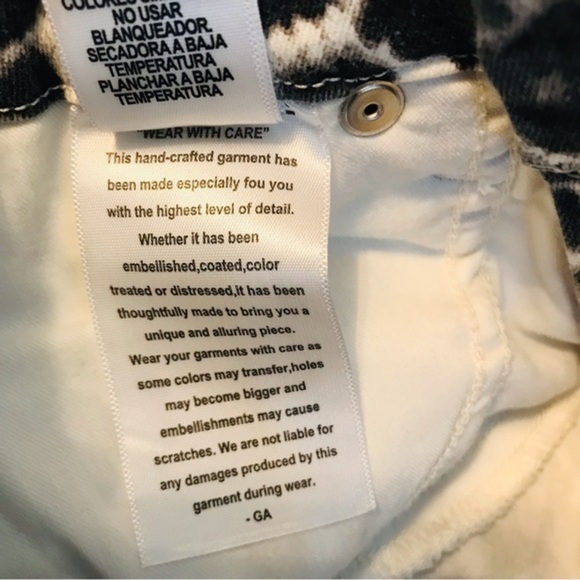 NO USAR
BLANQUEADOR.
SECADORA A BAJA
TEMPERATURA
PLANCHAR A BAJA
TEMPERATURA
"WEAR WITH CARE"
This hand-crafted garment has
been made especially fou you
with the highest level of detail.
Whether it has been
embellished,coated,color
treated or distressed,it has been
thoughtfully made to bring you a
unique and alluring piece.
Wear your garments with care as
some colors may transfer,holes
may become bigger and
embellishments may cause
scratches. We are not liable for
any damages produced by this
garment during wear.
- GA